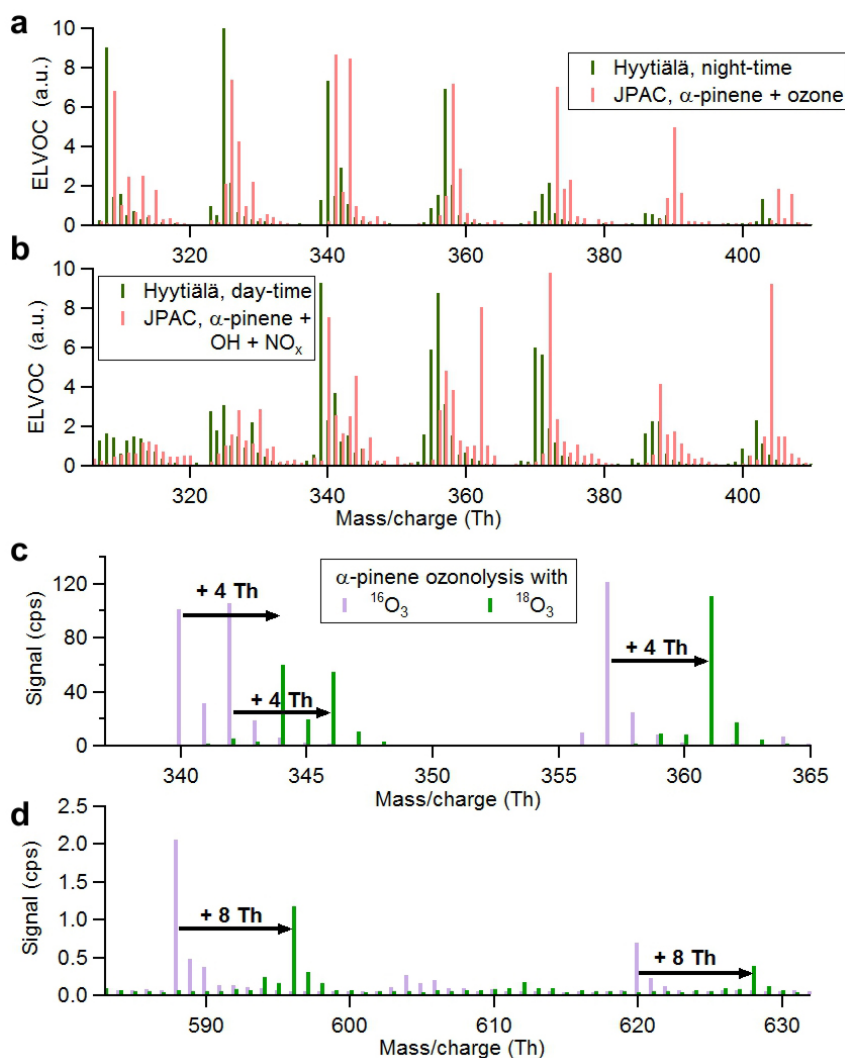 a
10
8
6
4
2
0
ELVOC (a.u.)
Hyytiälä, night-time
JPAC, α-pinene + ozone
320
340
360
380
400
b
10
8
6
4
2
0
ELVOC (a.u.)
Hyytiälä, day-time
JPAC, α-pinene +
OH + NOx
320
340
360
380
400
Mass/charge (Th)
c
120
80
40
0
Signal (cps)
α-pinene ozonolysis with
¹⁶O₃
¹⁸O₃
+ 4 Th
+ 4 Th
+ 4 Th
340
345
350
355
360
365
Mass/charge (Th)
d
2.5
2.0
1.5
1.0
0.5
0.0
Signal (cps)
+ 8 Th
+ 8 Th
590
600
610
620
630
Mass/charge (Th)